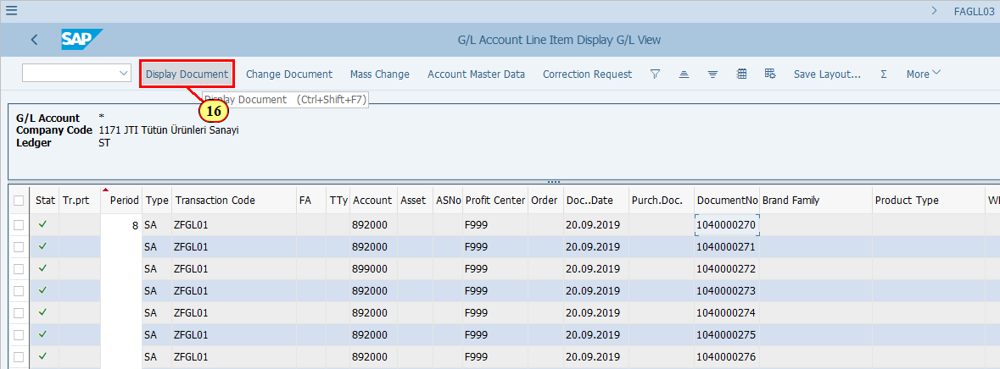 FAGLL03
SAP G/L Account Line Item Display G/L View
Display Document Change Document Mass Change Account Master Data Correction Request Save Layout... Σ More
Display Document (Ctrl+Shift+F7)
16
G/L Account *
Company Code 1171 JTI Tütün Ürünleri Sanayi
Ledger ST
Stat Tr.prt Period Type Transaction Code FA TTy Account Asset ASNo Profit Center Order Doc..Date Purch.Doc. DocumentNo Brand Family Product Type
8 SA ZFGL01 892000 F999 20.09.2019 1040000270
SA ZFGL01 892000 F999 20.09.2019 1040000271
SA ZFGL01 899000 F999 20.09.2019 1040000272
SA ZFGL01 892000 F999 20.09.2019 1040000273
SA ZFGL01 892000 F999 20.09.2019 1040000274
SA ZFGL01 892000 F999 20.09.2019 1040000275
SA ZFGL01 892000 F999 20.09.2019 1040000276